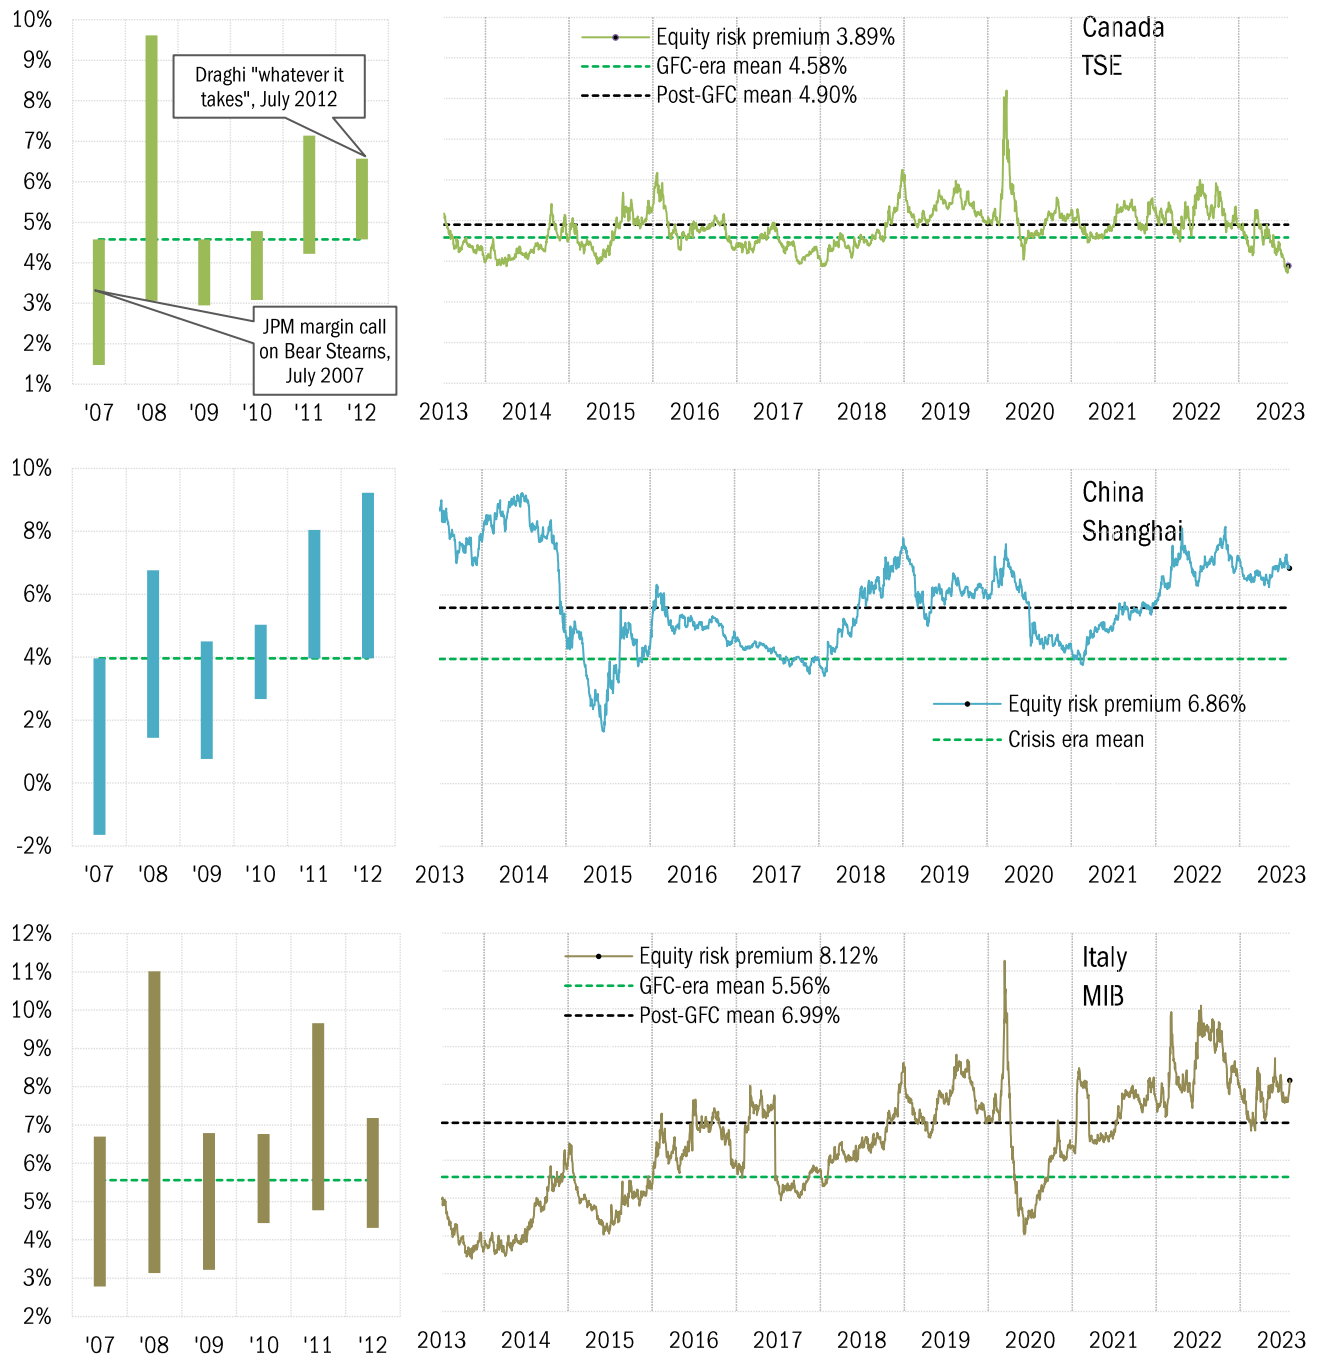 10%
9%
8%
7%
6%
5%
4%
3%
2%
1%
Draghi "whatever it
takes", July 2012
JPM margin call
on Bear Stearns,
July 2007
'07 '08 '09 '10 '11 '12
Equity risk premium 3.89%
GFC-era mean 4.58%
Post-GFC mean 4.90%
Canada
TSE
2013 2014 2015 2016 2017 2018 2019 2020 2021 2022 2023
10%
8%
6%
4%
2%
0%
-2%
'07 '08 '09 '10 '11 '12
China
Shanghai
Equity risk premium 6.86%
Crisis era mean
2013 2014 2015 2016 2017 2018 2019 2020 2021 2022 2023
12%
11%
10%
9%
8%
7%
6%
5%
4%
3%
2%
'07 '08 '09 '10 '11 '12
Equity risk premium 8.12%
GFC-era mean 5.56%
Post-GFC mean 6.99%
Italy
MIB
2013 2014 2015 2016 2017 2018 2019 2020 2021 2022 2023